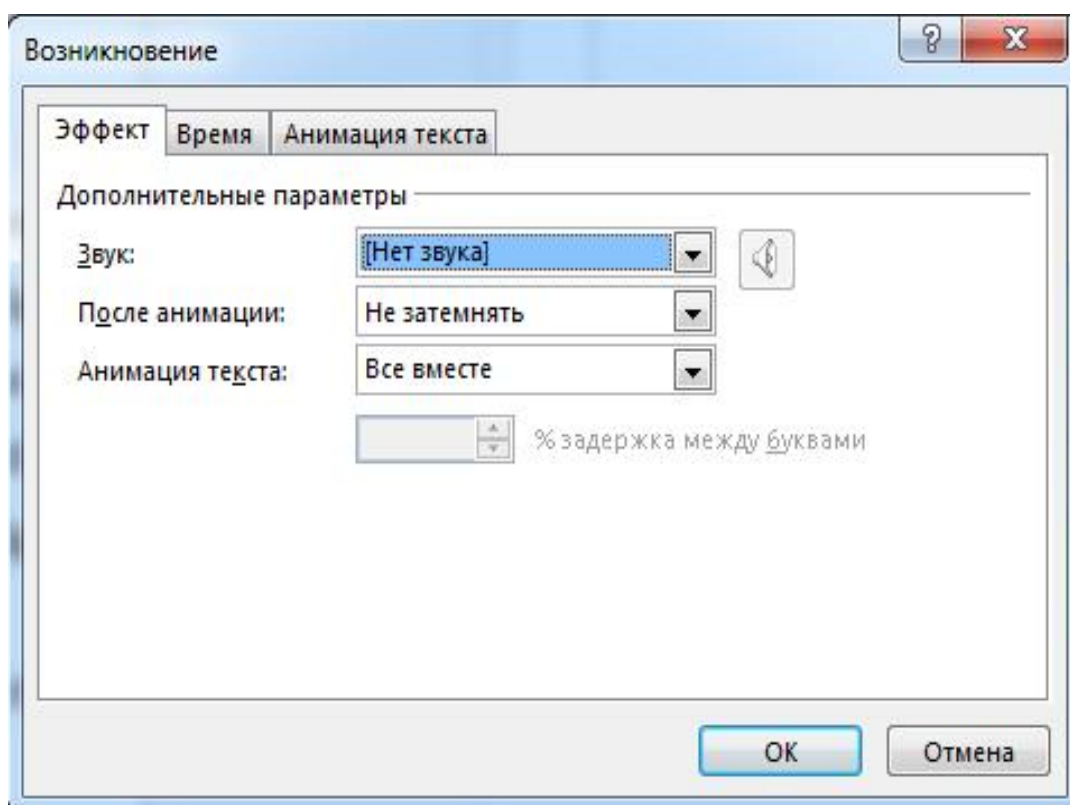 Возникновение
?
Эффект Время Анимация текста
Дополнительные параметры
Звук: [Нет звука]
После анимации: Не затемнять
Анимация текста: Все вместе
% задержка между буквами
ОК Отмена